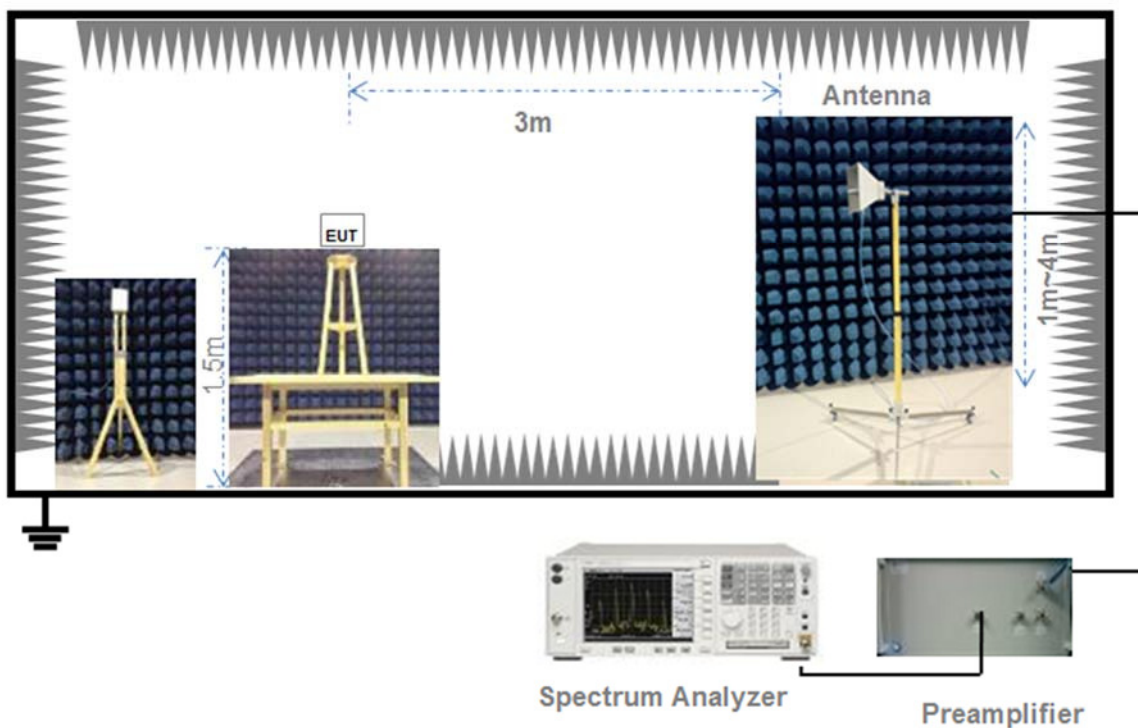 Antenna
3m
EUT
1.5m
1m~4m
Spectrum Analyzer
Preamplifier